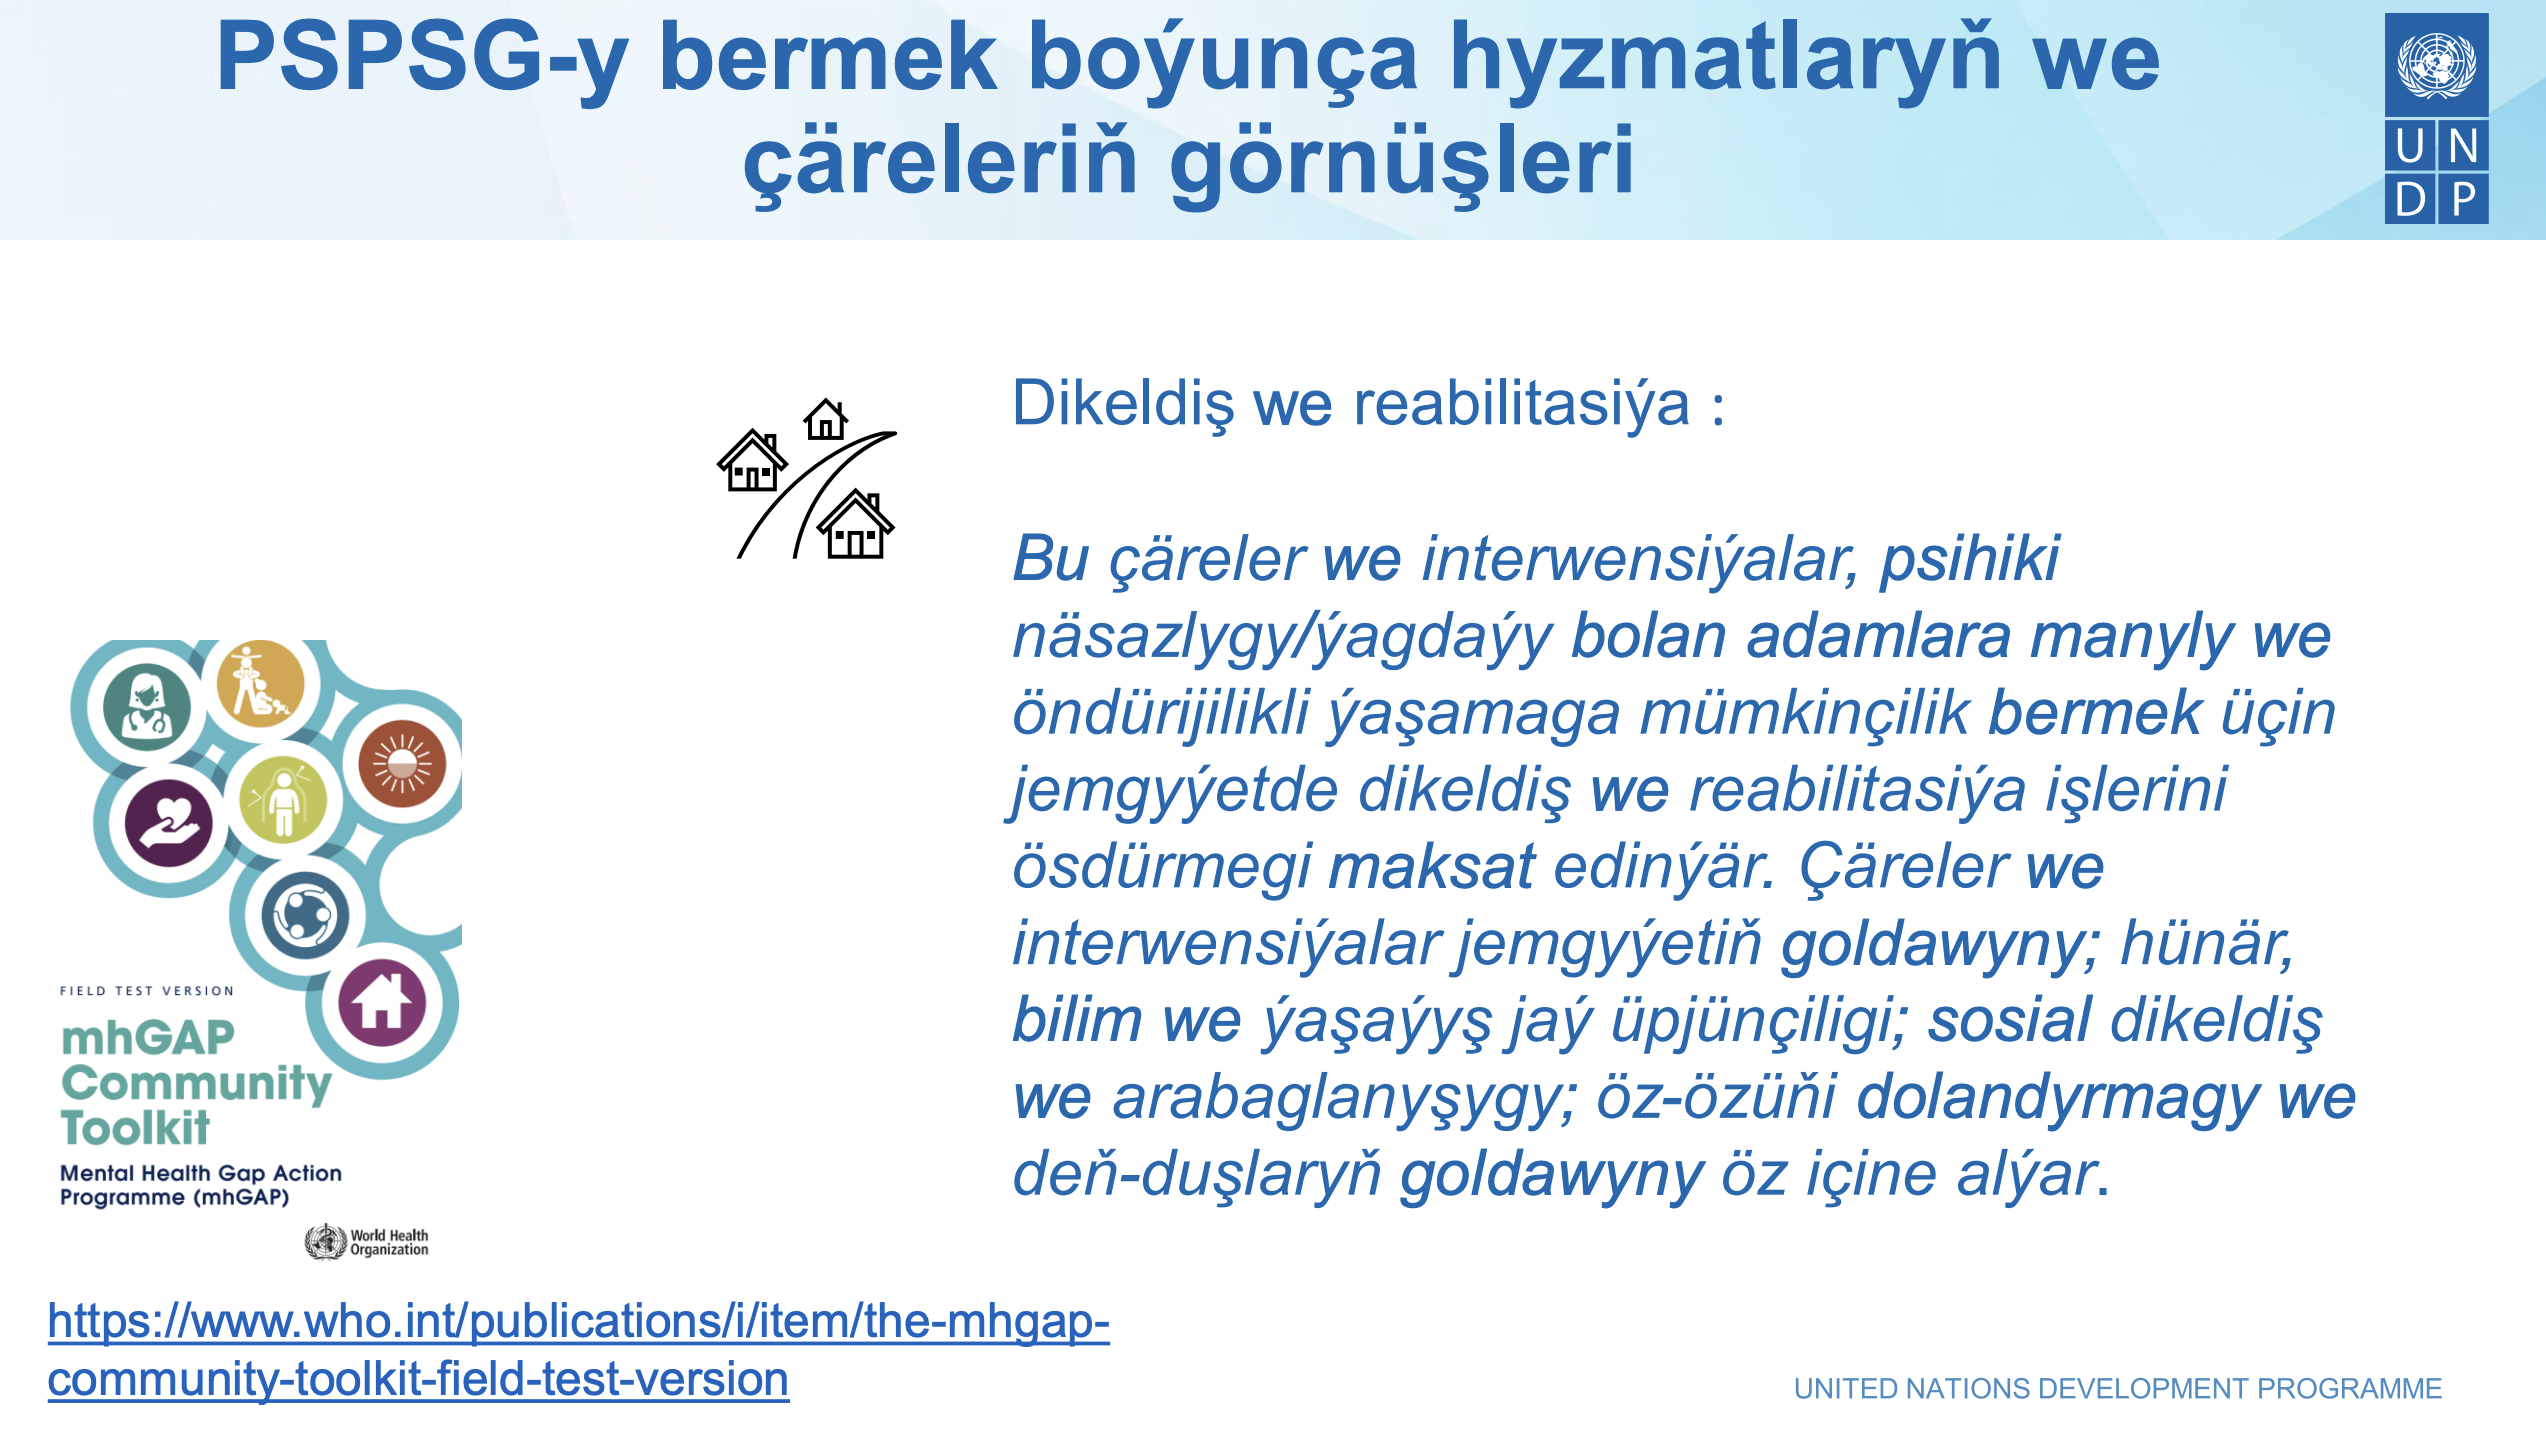 PSPSG-y bermek boýunça hyzmatlaryň we
çäreleriň görnüşleri
U N
D P
Dikeldiş we reabilitasiýa :
Bu çäreler we interwensiýalar, psihiki
näsazlygy/ýagdaýy bolan adamlara manyly we
öndürijilikli ýaşamaga mümkinçilik bermek üçin
jemgyýetde dikeldiş we reabilitasiýa işlerini
ösdürmegi maksat edinýär. Çäreler we
interwensiýalar jemgyýetiň goldawyny; hünär,
bilim we ýaşaýyş jaý üpjünçiligi; sosial dikeldiş
we arabaglanyşygy; öz-özüňi dolandyrmagy we
deň-duşlaryň goldawyny öz içine alýar.
FIELD TEST VERSION
mhGAP
Community
Toolkit
Mental Health Gap Action
Programme (mhGAP)
World Health
Organization
https://www.who.int/publications/i/item/the-mhgap-
community-toolkit-field-test-version
UNITED NATIONS DEVELOPMENT PROGRAMME